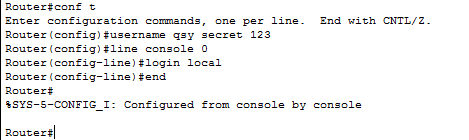 Router#conf t
Enter configuration commands, one per line.  End with CNTL/Z.
Router(config)#username qsy secret 123
Router(config)#line console 0
Router(config-line)#login local
Router(config-line)#end
Router#
%SYS-5-CONFIG_I: Configured from console by console

Router#